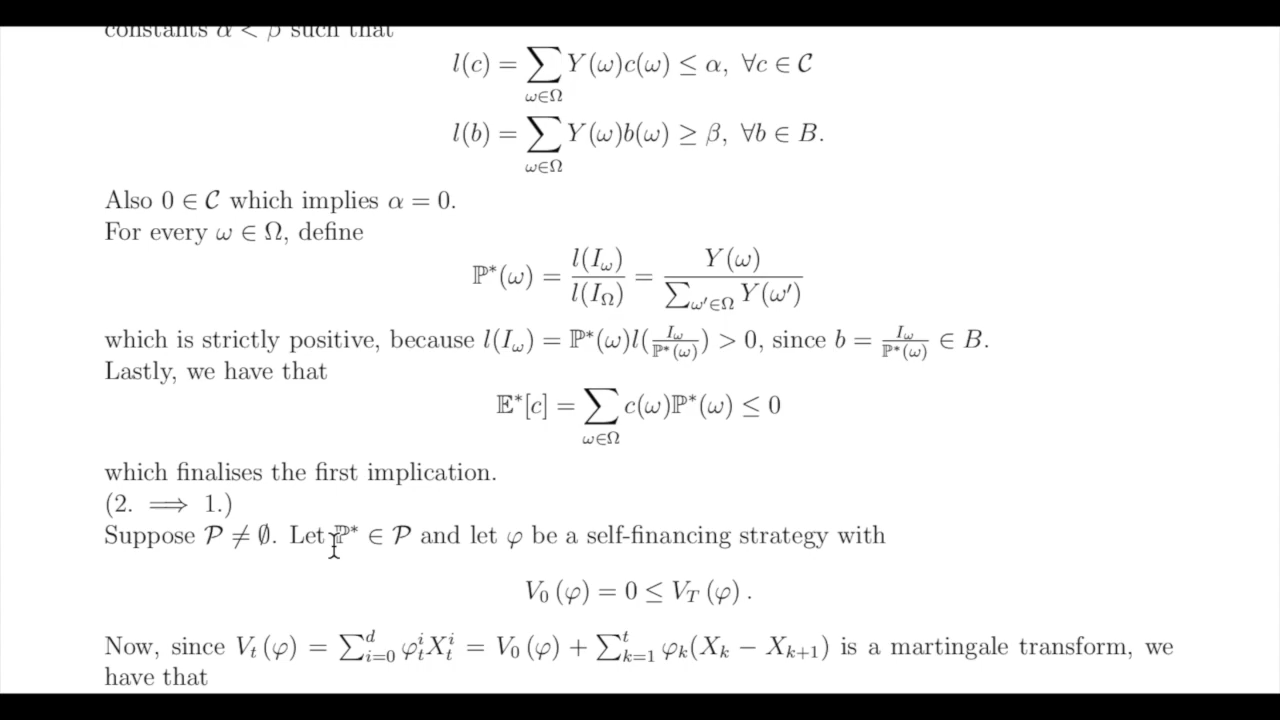 constants α < β such that
l(c) = ∑_{ω∈Ω} Y(ω)c(ω) ≤ α, ∀c ∈ 𝒞
l(b) = ∑_{ω∈Ω} Y(ω)b(ω) ≥ β, ∀b ∈ B.
Also 0 ∈ 𝒞 which implies α = 0.
For every ω ∈ Ω, define
ℙ*(ω) = l(I_ω)/l(I_Ω) = Y(ω)/∑_{ω′∈Ω} Y(ω′)
which is strictly positive, because l(I_ω) = ℙ*(ω)l(I_ω/ℙ*(ω)) > 0, since b = I_ω/ℙ*(ω) ∈ B.
Lastly, we have that
𝔼*[c] = ∑_{ω∈Ω} c(ω)ℙ*(ω) ≤ 0
which finalises the first implication.
(2. ⟹ 1.)
Suppose 𝒫 ≠ ∅. Let ℙ* ∈ 𝒫 and let φ be a self-financing strategy with
V_0 (φ) = 0 ≤ V_T (φ) .
Now, since V_t (φ) = ∑_{i=0}^{d} φ_t^i X_t^i = V_0 (φ) + ∑_{k=1}^{t} φ_k(X_k − X_{k+1}) is a martingale transform, we
have that